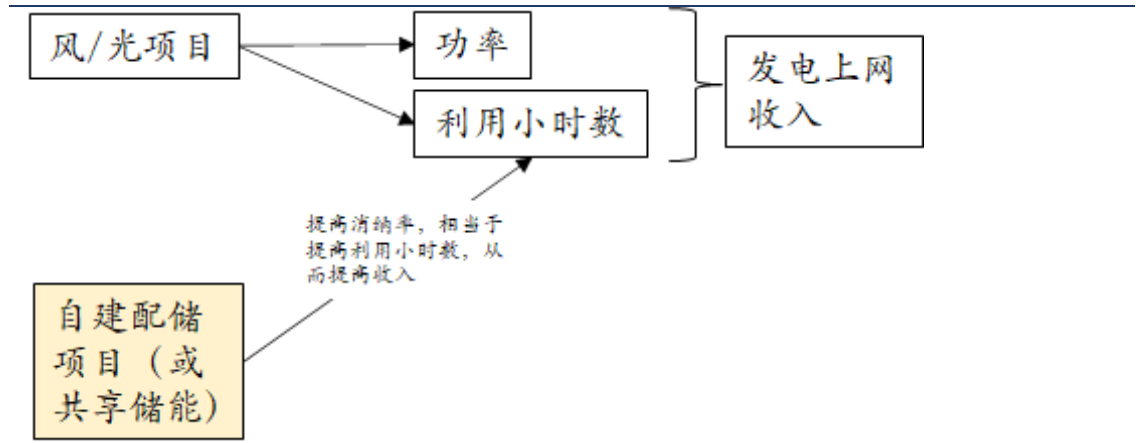 风/光项目
功率
利用小时数
发电上网
收入
提高消纳率，相当于
提高利用小时数，从
而提高收入
自建配储
项目（或
共享储能）